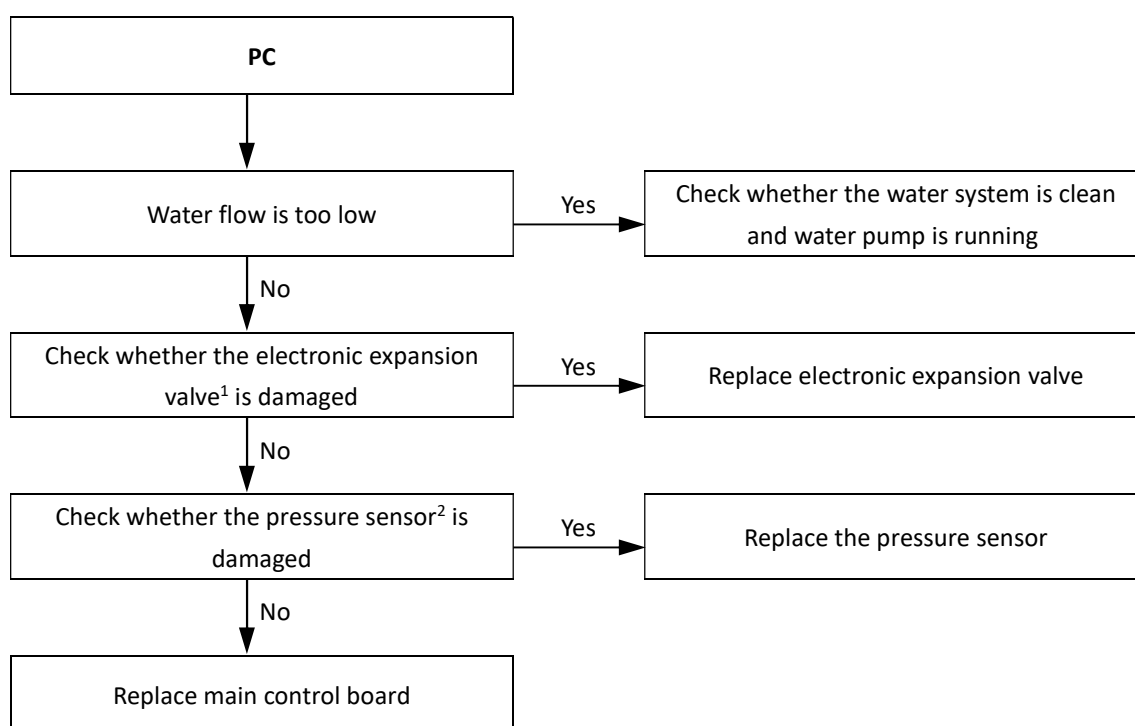 PC
Water flow is too low
Yes
Check whether the water system is clean
and water pump is running
No
Check whether the electronic expansion
valve¹ is damaged
Yes
Replace electronic expansion valve
No
Check whether the pressure sensor² is
damaged
Yes
Replace the pressure sensor
No
Replace main control board